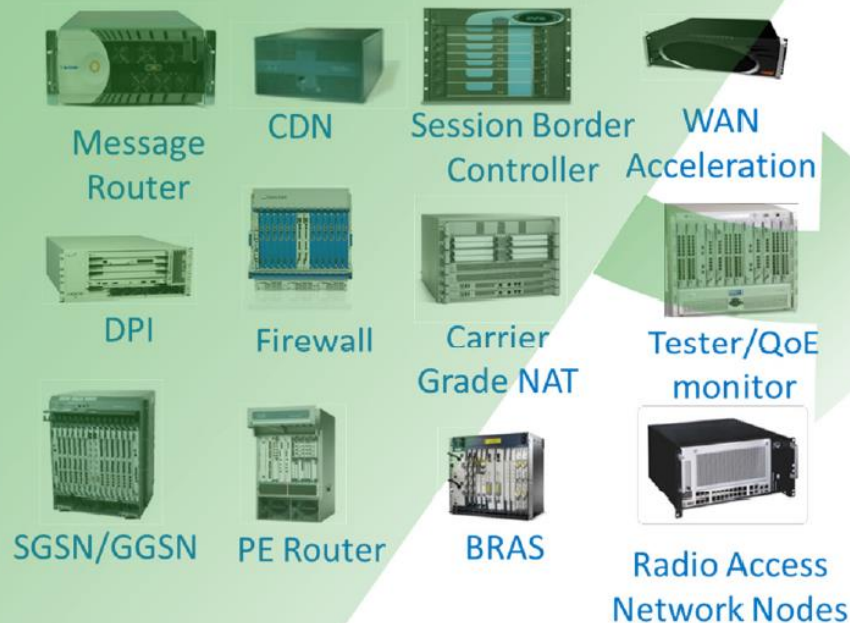 Message
Router
CDN
Session Border
Controller
WAN
Acceleration
DPI
Firewall
Carrier
Grade NAT
Tester/QoE
monitor
SGSN/GGSN
PE Router
BRAS
Radio Access
Network Nodes